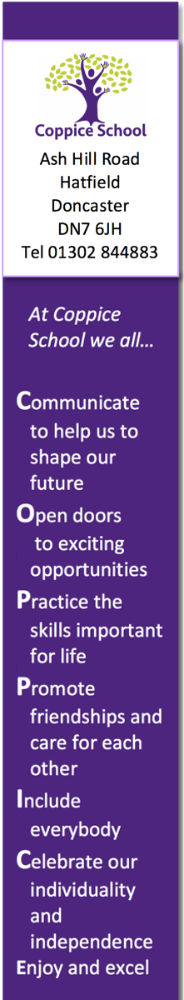 Coppice School
Ash Hill Road
Hatfield
Doncaster
DN7 6JH
Tel 01302 844883
At Coppice
School we all...
Communicate
to help us to
shape our
future
Open doors
to exciting
opportunities
Practice the
skills important
for life
Promote
friendships and
care for each
other
Include
everybody
Celebrate our
individuality
and
independence
Enjoy and excel